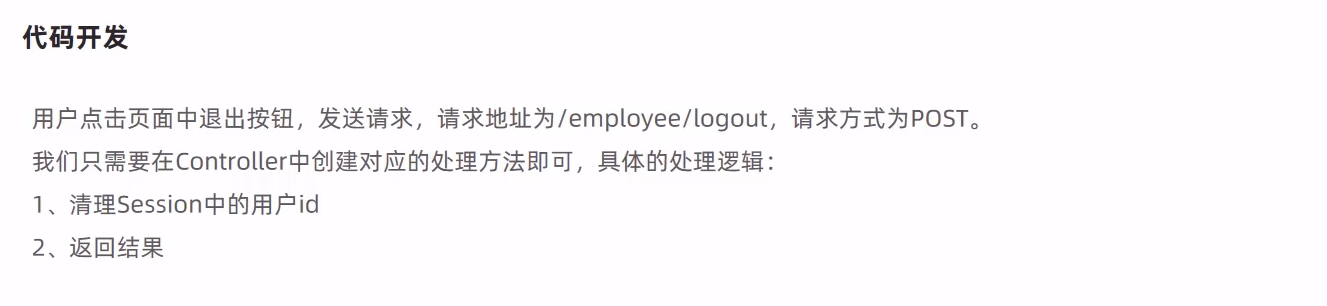 代码开发
用户点击页面中退出按钮，发送请求，请求地址为/employee/logout，请求方式为POST。
我们只需要在Controller中创建对应的处理方法即可，具体的处理逻辑：
1、清理Session中的用户id
2、返回结果